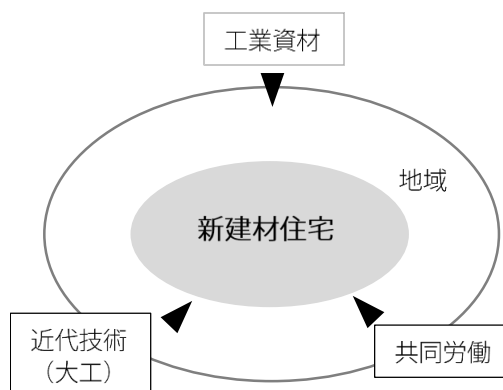 工業資材
地域
新建材住宅
近代技術
（大工）
共同労働